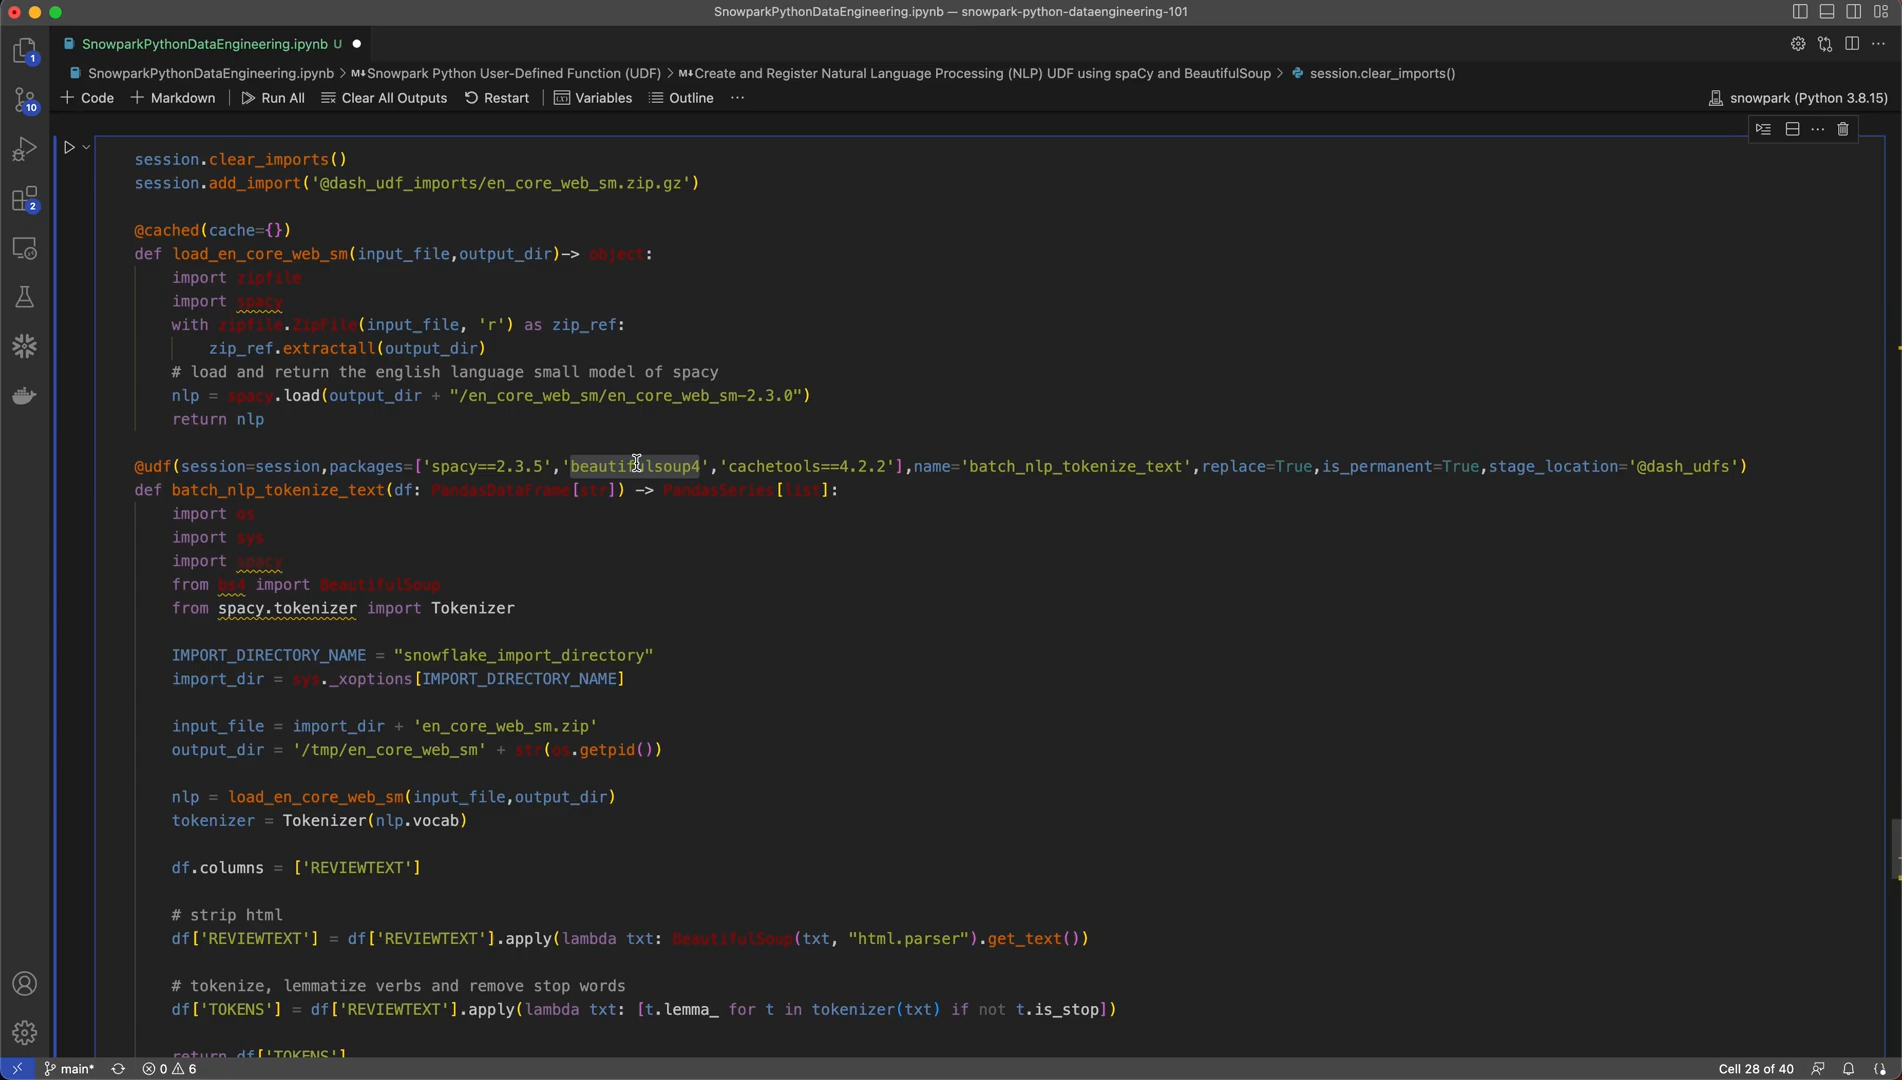 SnowparkPythonDataEngineering.ipynb — snowpark-python-dataengineering-101
SnowparkPythonDataEngineering.ipynb U
SnowparkPythonDataEngineering.ipynb > M↓Snowpark Python User-Defined Function (UDF) > M↓Create and Register Natural Language Processing (NLP) UDF using spaCy and BeautifulSoup > session.clear_imports()
+ Code + Markdown Run All Clear All Outputs Restart Variables Outline ··· snowpark (Python 3.8.15)
1
10
2
session.clear_imports()
session.add_import('@dash_udf_imports/en_core_web_sm.zip.gz')
@cached(cache={})
def load_en_core_web_sm(input_file,output_dir)-> object:
    import zipfile
    import spacy
    with zipfile.ZipFile(input_file, 'r') as zip_ref:
        zip_ref.extractall(output_dir)
    # load and return the english language small model of spacy
    nlp = spacy.load(output_dir + "/en_core_web_sm/en_core_web_sm-2.3.0")
    return nlp
@udf(session=session,packages=['spacy==2.3.5','beautifulsoup4','cachetools==4.2.2'],name='batch_nlp_tokenize_text',replace=True,is_permanent=True,stage_location='@dash_udfs')
def batch_nlp_tokenize_text(df: PandasDataFrame[str]) -> PandasSeries[list]:
    import os
    import sys
    import spacy
    from bs4 import BeautifulSoup
    from spacy.tokenizer import Tokenizer
    IMPORT_DIRECTORY_NAME = "snowflake_import_directory"
    import_dir = sys._xoptions[IMPORT_DIRECTORY_NAME]
    input_file = import_dir + 'en_core_web_sm.zip'
    output_dir = '/tmp/en_core_web_sm' + str(os.getpid())
    nlp = load_en_core_web_sm(input_file,output_dir)
    tokenizer = Tokenizer(nlp.vocab)
    df.columns = ['REVIEWTEXT']
    # strip html
    df['REVIEWTEXT'] = df['REVIEWTEXT'].apply(lambda txt: BeautifulSoup(txt, "html.parser").get_text())
    # tokenize, lemmatize verbs and remove stop words
    df['TOKENS'] = df['REVIEWTEXT'].apply(lambda txt: [t.lemma_ for t in tokenizer(txt) if not t.is_stop])
    return df['TOKENS']
main* 0 6 Cell 28 of 40